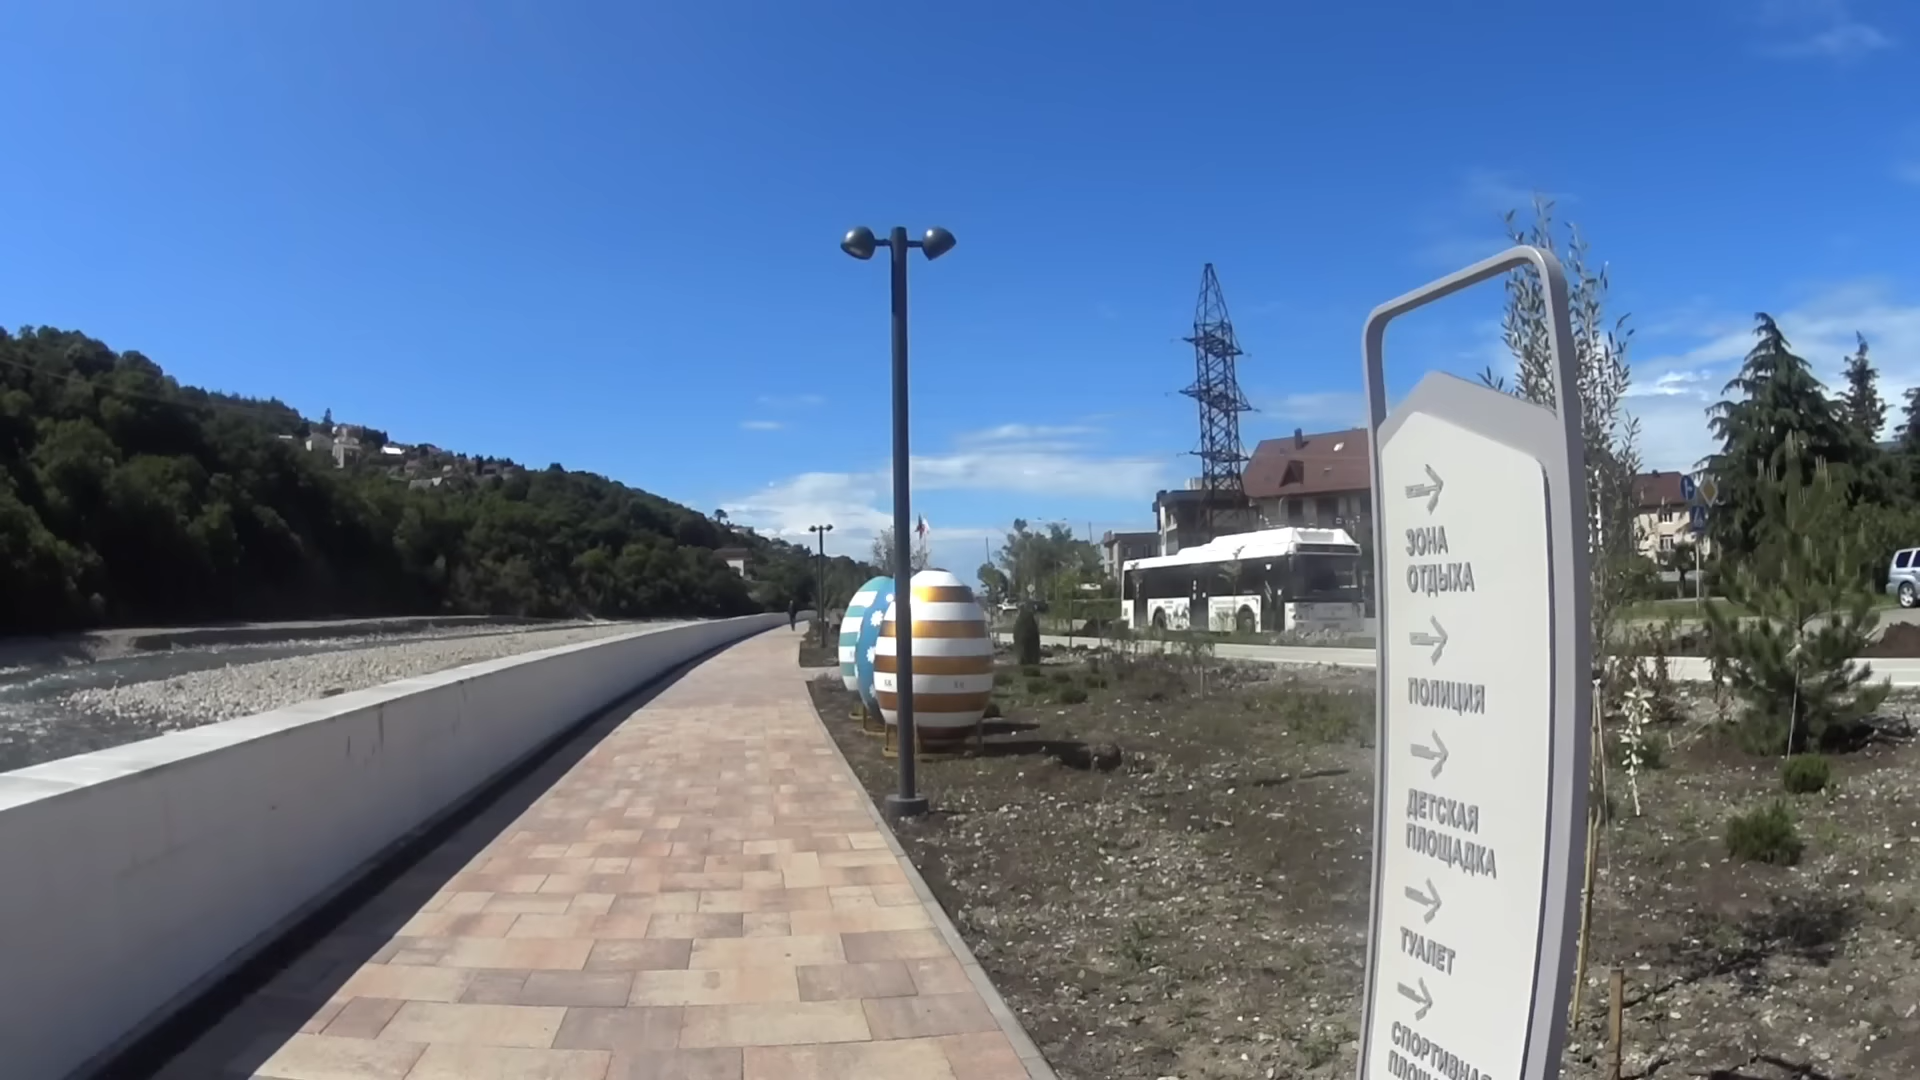 ЗОНА
ОТДЫХА
ПОЛИЦИЯ
ДЕТСКАЯ
ПЛОЩАДКА
ТУАЛЕТ
СПОРТИВНАЯ